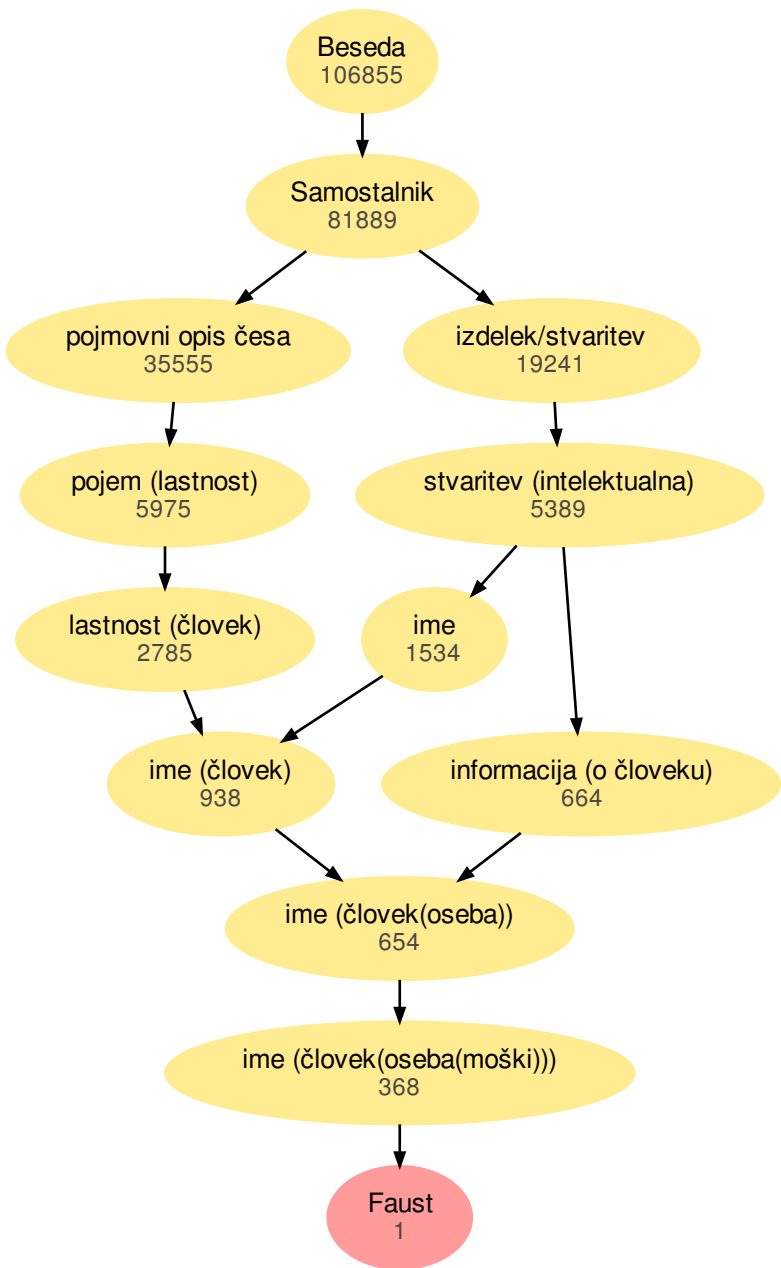 Beseda
106855
Samostalnik
81889
pojmovni opis česa
35555
izdelek/stvaritev
19241
pojem (lastnost)
5975
stvaritev (intelektualna)
5389
lastnost (človek)
2785
ime
1534
ime (človek)
938
informacija (o človeku)
664
ime (človek(oseba))
654
ime (človek(oseba(moški)))
368
Faust
1